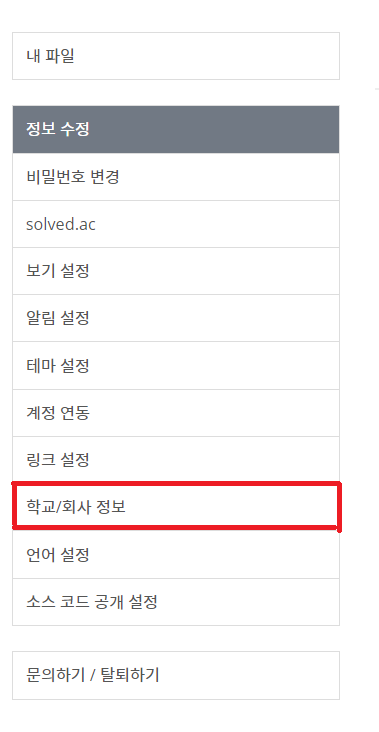 내 파일
정보 수정
비밀번호 변경
solved.ac
보기 설정
알림 설정
테마 설정
계정 연동
링크 설정
학교/회사 정보
언어 설정
소스 코드 공개 설정
문의하기 / 탈퇴하기